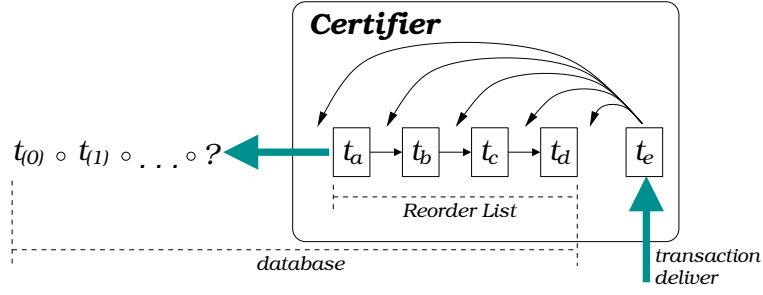 Certifier
t(0) ∘ t(1) ∘ . . . ∘ ? ta tb tc td te
Reorder List
database
transaction
deliver